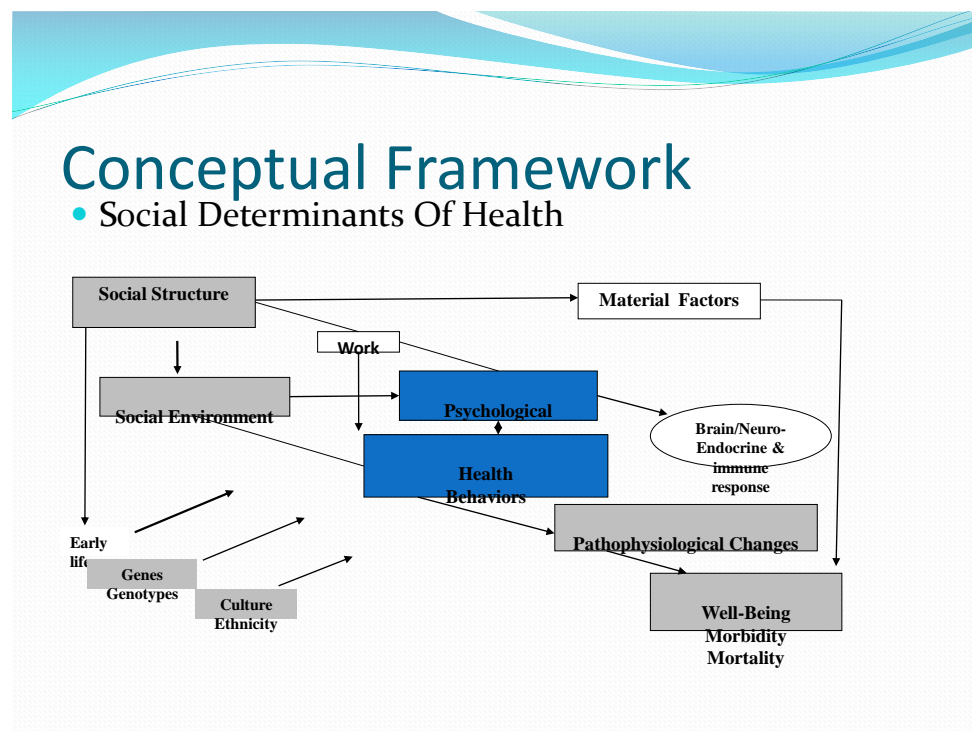 Conceptual Framework
Social Determinants Of Health
Social Structure
Material Factors
Work
Social Environment
Psychological
Brain/Neuro-
Endocrine &
immune
response
Health
Behaviors
Early
life
Pathophysiological Changes
Genes
Genotypes
Culture
Ethnicity
Well-Being
Morbidity
Mortality